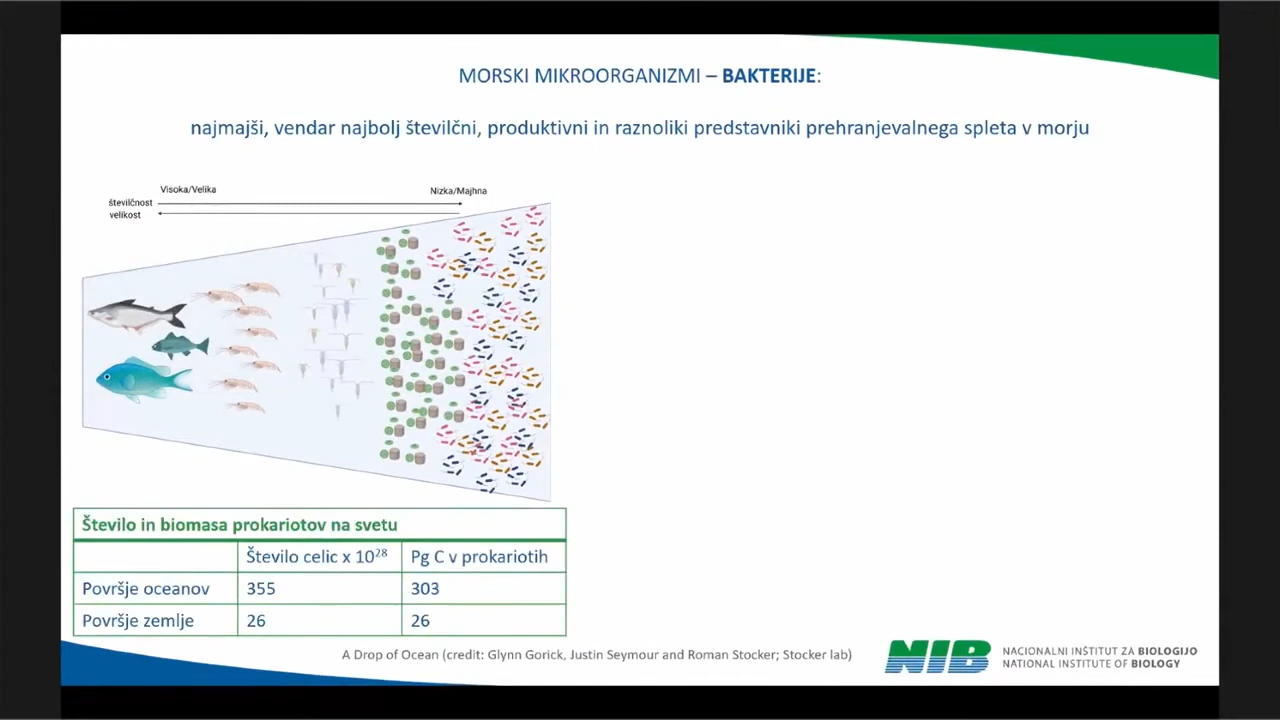 MORSKI MIKROORGANIZMI – BAKTERIJE:
najmajši, vendar najbolj številčni, produktivni in raznoliki predstavniki prehranjevalnega spleta v morju
Visoka/Velika
Nizka/Majhna
številčnost
velikost
Število in biomasa prokariotov na svetu
Število celic x 10²⁸ Pg C v prokariotih
Površje oceanov 355 303
Površje zemlje 26 26
A Drop of Ocean (credit: Glynn Gorick, Justin Seymour and Roman Stocker; Stocker lab)
NIB
NACIONALNI INŠTITUT ZA BIOLOGIJO
NATIONAL INSTITUTE OF BIOLOGY